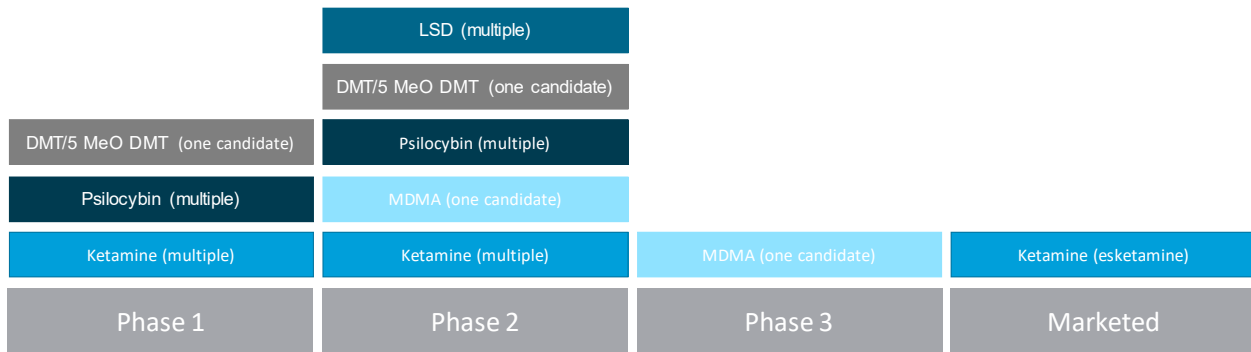 LSD (multiple)
DMT/5 MeO DMT (one candidate)
DMT/5 MeO DMT (one candidate)
Psilocybin (multiple)
Psilocybin (multiple)
MDMA (one candidate)
Ketamine (multiple)
Ketamine (multiple)
MDMA (one candidate)
Ketamine (esketamine)
Phase 1
Phase 2
Phase 3
Marketed